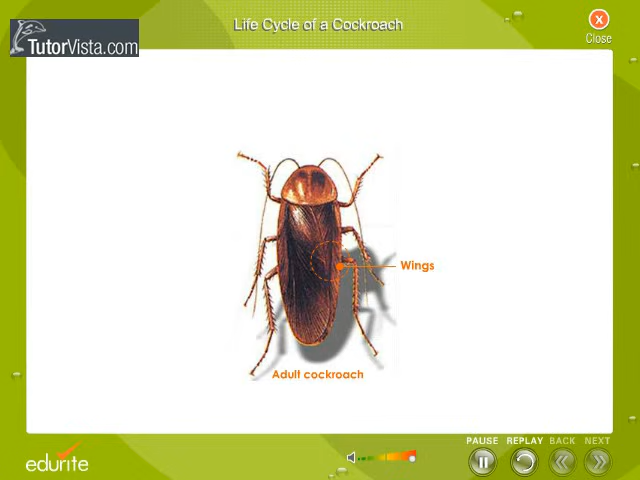 Life Cycle of a Cockroach
TutorVista.com
x
Close
Wings
Adult cockroach
PAUSE REPLAY BACK NEXT
edurite